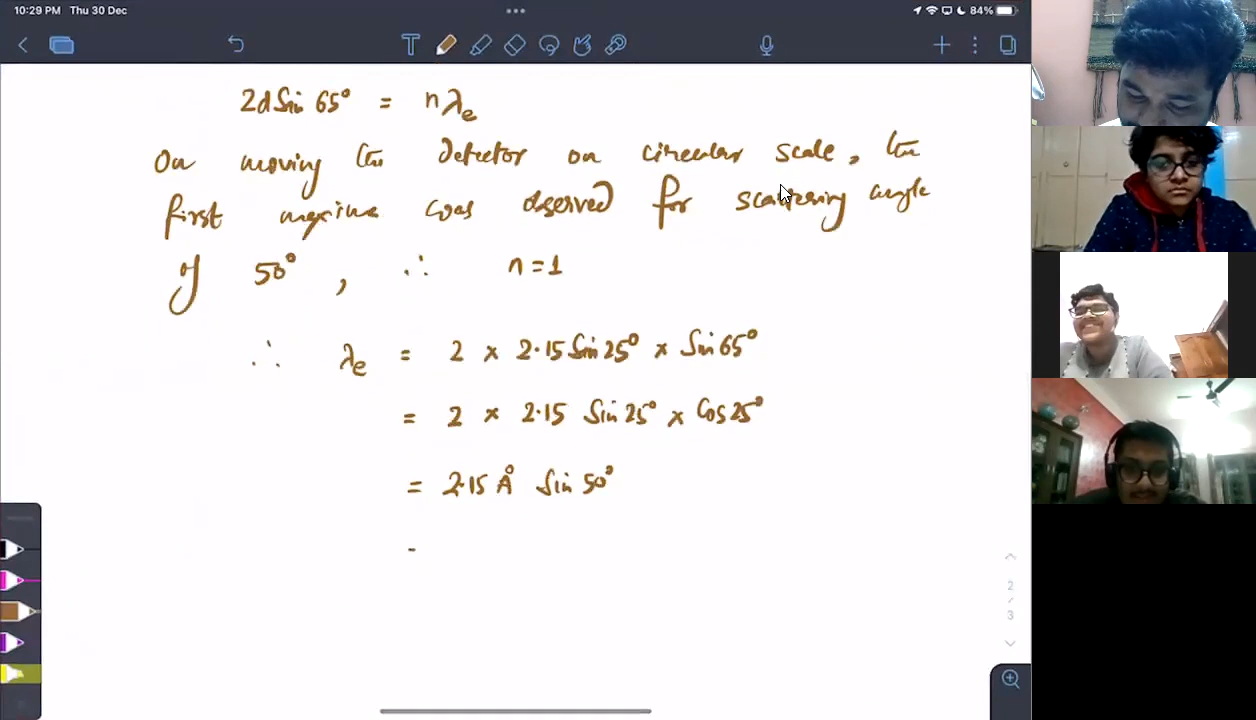 10:29 PM Thu 30 Dec
84%
2d Sin 65° = nλe
On moving the detector on circular scale, the
first maxima was observed for scattering angle
of 50°, ∴ n = 1
∴ λe = 2 × 2.15 Sin 25° × Sin 65°
= 2 × 2.15 Sin 25° × Cos 25°
= 2.15 Å Sin 50°
=
2
3